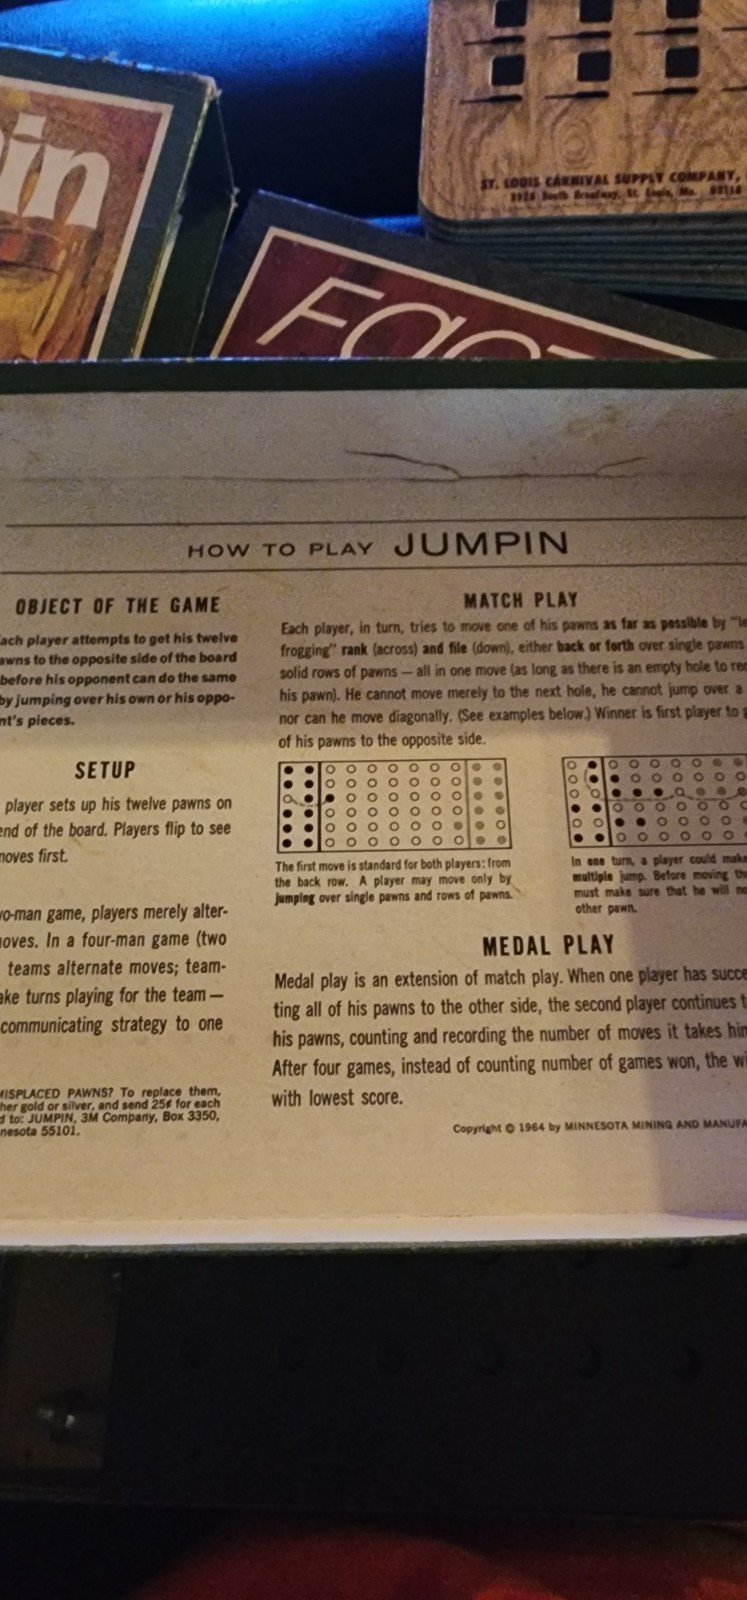 in
ST. LOUIS CARNIVAL SUPPLY COMPANY,
South Broadway, St. Louis, Mo.
HOW TO PLAY JUMPIN
OBJECT OF THE GAME
ach player attempts to get his twelve
awns to the opposite side of the board
before his opponent can do the same
by jumping over his own or his oppo-
nt's pieces.
SETUP
player sets up his twelve pawns on
end of the board. Players flip to see
moves first.
wo-man game, players merely alter-
moves. In a four-man game (two
teams alternate moves; team-
ake turns playing for the team —
communicating strategy to one
MISPLACED PAWNS? To replace them,
her gold or silver, and send 25¢ for each
d to: JUMPIN, 3M Company, Box 3350,
nesota 55101.
MATCH PLAY
Each player, in turn, tries to move one of his pawns as far as possible by "le
frogging" rank (across) and file (down), either back or forth over single pawns
solid rows of pawns — all in one move (as long as there is an empty hole to re
his pawn). He cannot move merely to the next hole, he cannot jump over a
nor can he move diagonally. (See examples below.) Winner is first player to g
of his pawns to the opposite side.
The first move is standard for both players: from
the back row. A player may move only by
jumping over single pawns and rows of pawns.
In one turn, a player could make
multiple jump. Before moving th
must make sure that he will no
other pawn.
MEDAL PLAY
Medal play is an extension of match play. When one player has succe
ting all of his pawns to the other side, the second player continues t
his pawns, counting and recording the number of moves it takes him
After four games, instead of counting number of games won, the wi
with lowest score.
Copyright © 1964 by MINNESOTA MINING AND MANUFA